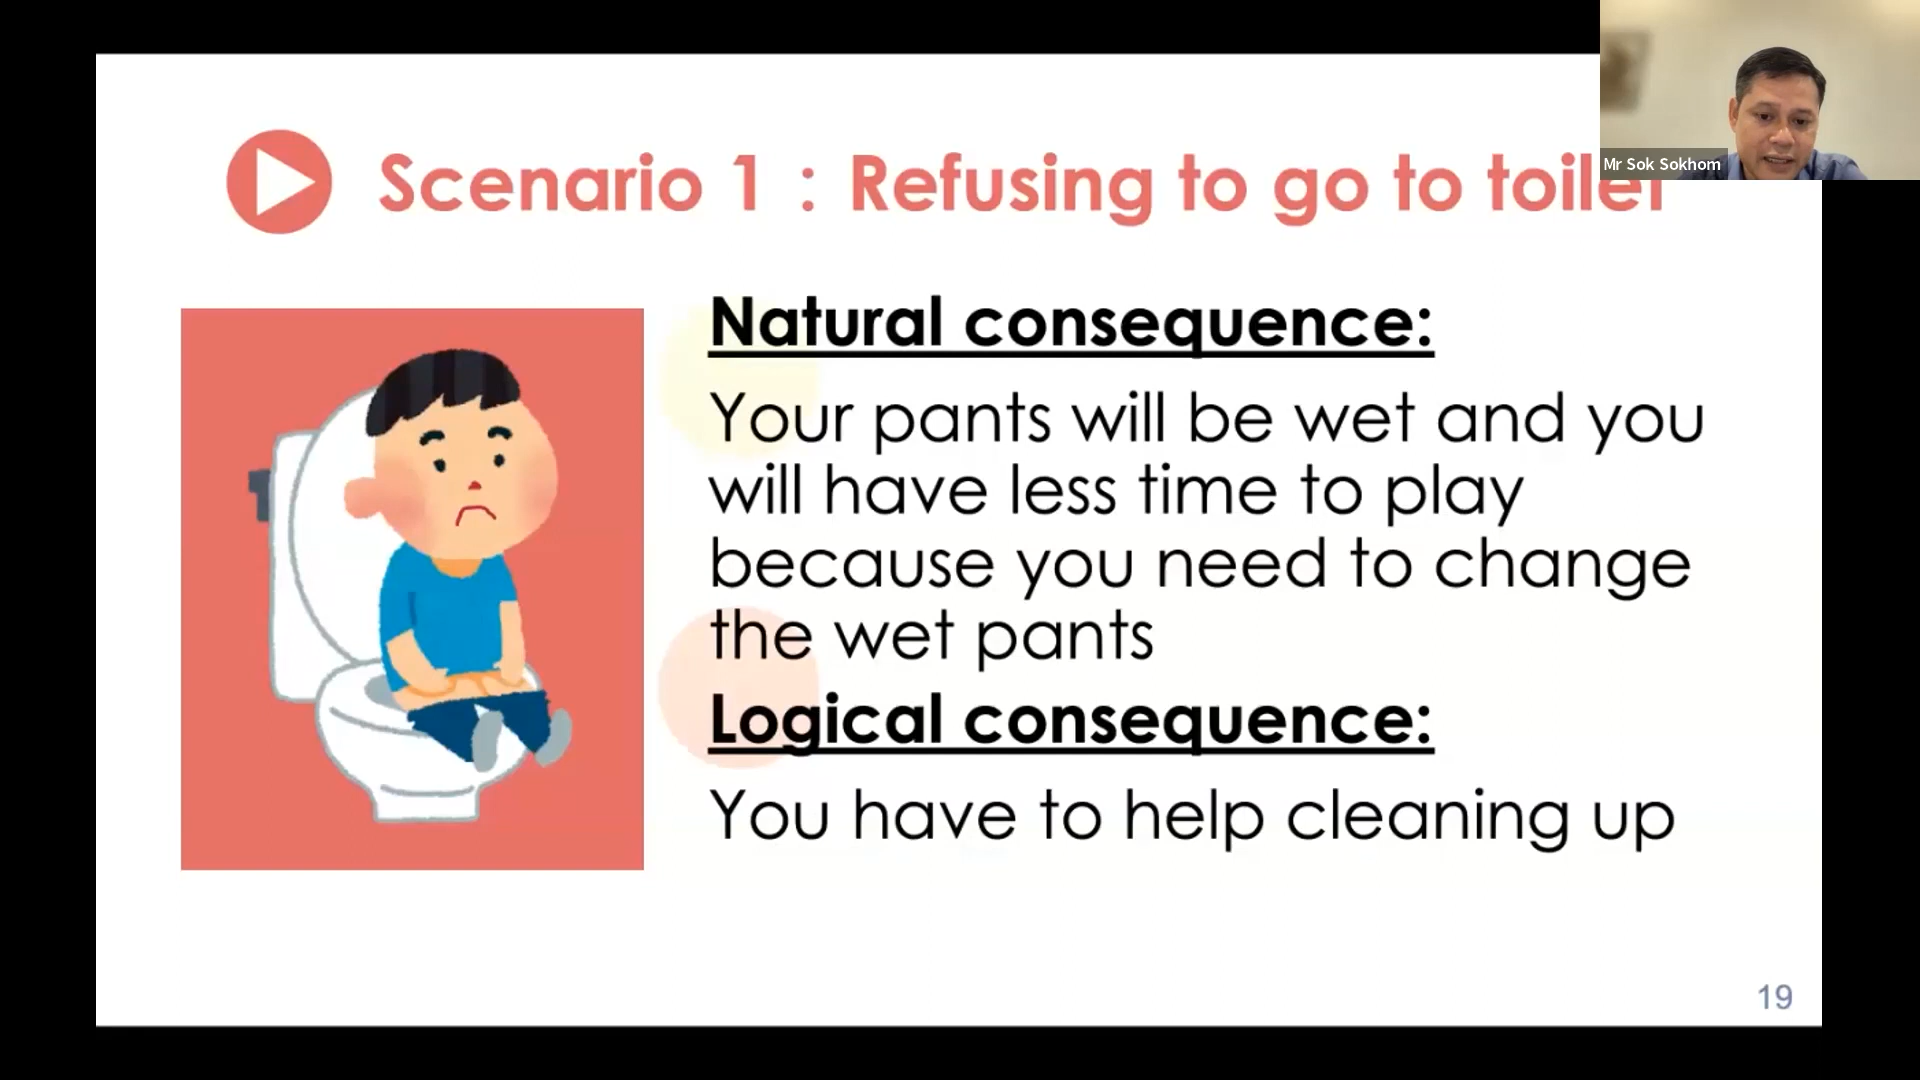 Scenario 1 : Refusing to go to toilet
Mr Sok Sokhom
Natural consequence:
Your pants will be wet and you
will have less time to play
because you need to change
the wet pants
Logical consequence:
You have to help cleaning up
19